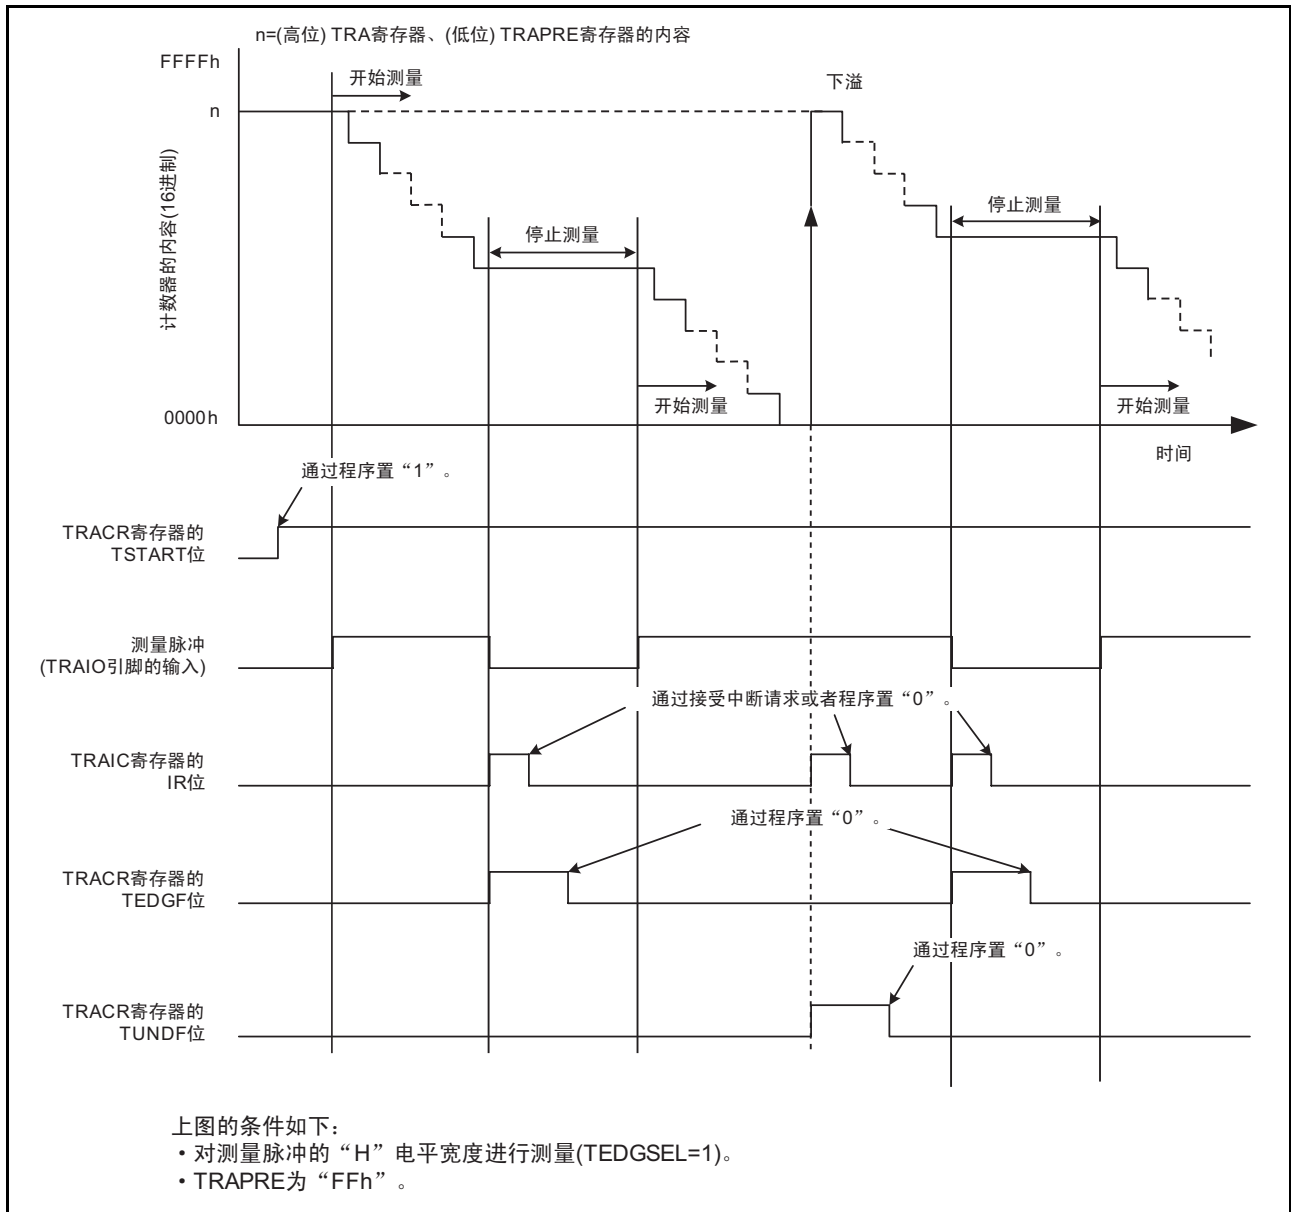 n=(高位) TRA寄存器、(低位) TRAPRE寄存器的内容
FFFFh
开始测量
下溢
n
计数器的内容(16进制)
停止测量
停止测量
开始测量
开始测量
0000h
时间
通过程序置“1”。
TRACR寄存器的
TSTART位
测量脉冲
(TRAIO引脚的输入)
通过接受中断请求或者程序置“0”。
TRAIC寄存器的
IR位
通过程序置“0”。
TRACR寄存器的
TEDGF位
通过程序置“0”。
TRACR寄存器的
TUNDF位
上图的条件如下:
•对测量脉冲的“H”电平宽度进行测量(TEDGSEL=1)。
•TRAPRE为“FFh”。